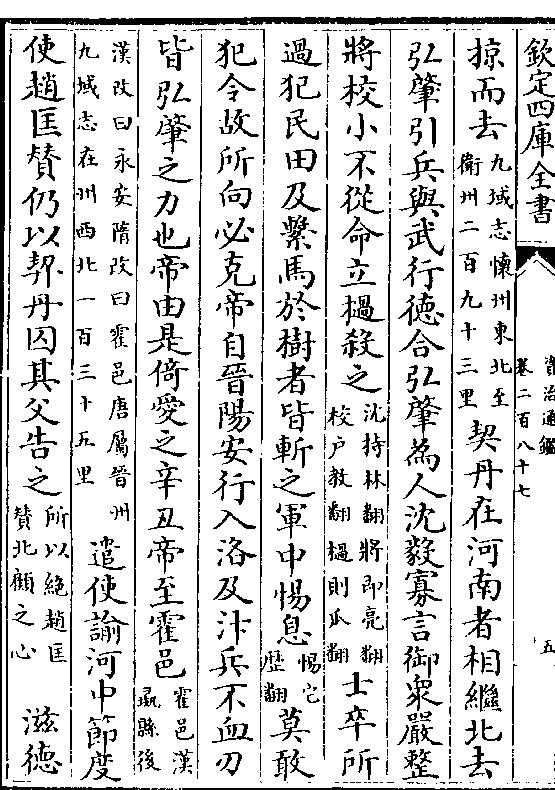 欽定四庫全書
資治通鑑
卷二百八十七
五
掠而去九域志懷州東北至
衛州二百九十三里契丹在河南者相繼北去
弘肇引兵與武行德合弘肇為人沈毅寡言御衆嚴整
將校小不從命立檛殺之沈持林翻將即亮翻
校户教翻檛則瓜翻士卒所
過犯民田及繫馬於樹者皆斬之軍中惕息惕它
歴翻莫敢
犯令故所向必克帝自晉陽安行入洛及汴兵不血刃
皆弘肇之力也帝由是倚愛之辛丑帝至霍邑霍邑漢
彘縣後
漢改曰永安隋改曰霍邑唐屬晉州
九域志在州西北一百三十五里遣使諭河中節度
使趙匡賛仍以契丹囚其父告之所以絶趙匡
賛北顧之心滋德